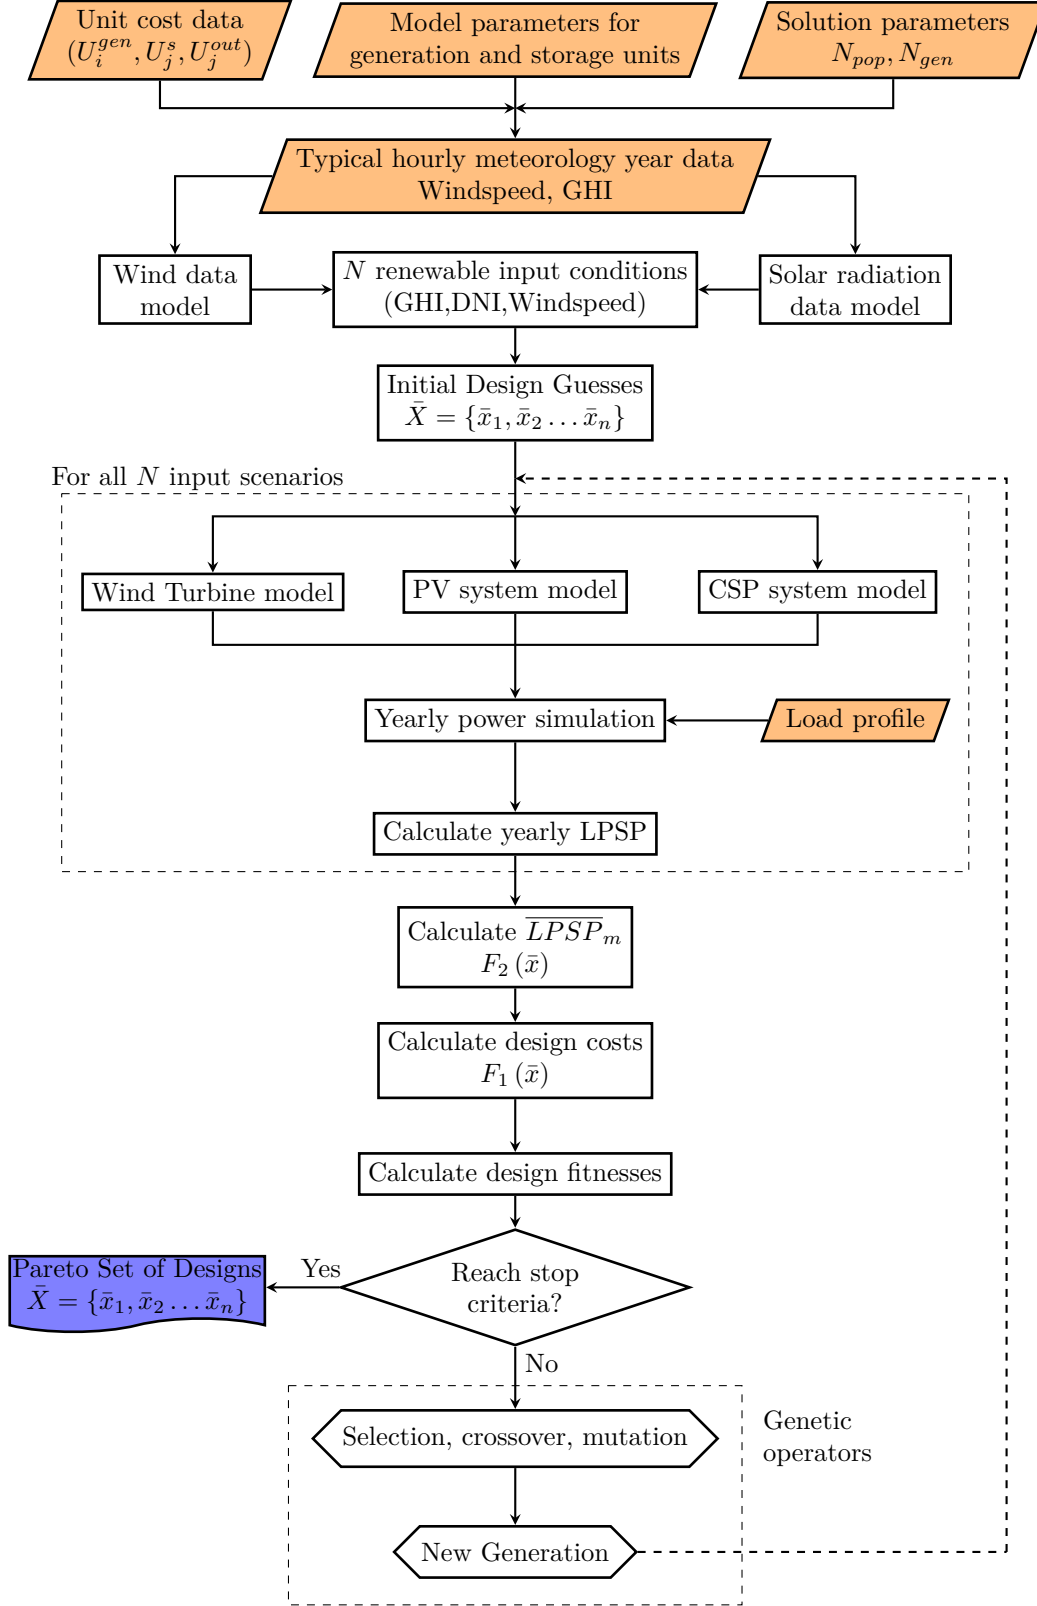 Unit cost data
(U_i^{gen}, U_j^s, U_j^{out})
Model parameters for
generation and storage units
Solution parameters
N_{pop}, N_{gen}
Typical hourly meteorology year data
Windspeed, GHI
Wind data
model
N renewable input conditions
(GHI,DNI,Windspeed)
Solar radiation
data model
Initial Design Guesses
X̄ = {x̄_1, x̄_2 … x̄_n}
For all N input scenarios
Wind Turbine model
PV system model
CSP system model
Yearly power simulation
Load profile
Calculate yearly LPSP
Calculate \overline{LPSP}_m
F_2 (x̄)
Calculate design costs
F_1 (x̄)
Calculate design fitnesses
Reach stop
criteria?
Yes
Pareto Set of Designs
X̄ = {x̄_1, x̄_2 … x̄_n}
No
Selection, crossover, mutation
Genetic
operators
New Generation